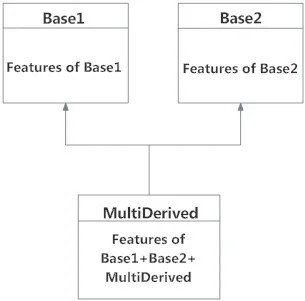 Base1
Features of Base1
Base2
Features of Base2
MultiDerived
Features of
Base1+Base2+
MultiDerived